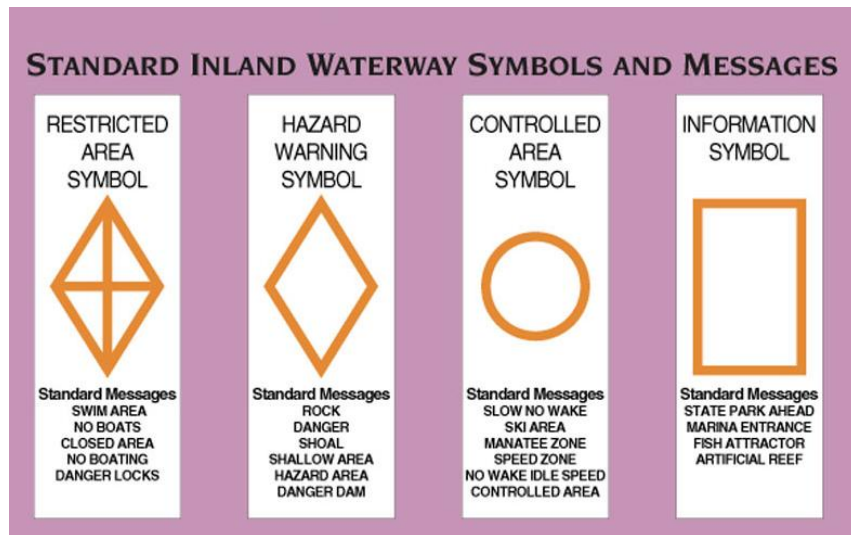 STANDARD INLAND WATERWAY SYMBOLS AND MESSAGES
RESTRICTED
AREA
SYMBOL
Standard Messages
SWIM AREA
NO BOATS
CLOSED AREA
NO BOATING
DANGER LOCKS
HAZARD
WARNING
SYMBOL
Standard Messages
ROCK
DANGER
SHOAL
SHALLOW AREA
HAZARD AREA
DANGER DAM
CONTROLLED
AREA
SYMBOL
Standard Messages
SLOW NO WAKE
SKI AREA
MANATEE ZONE
SPEED ZONE
NO WAKE IDLE SPEED
CONTROLLED AREA
INFORMATION
SYMBOL
Standard Messages
STATE PARK AHEAD
MARINA ENTRANCE
FISH ATTRACTOR
ARTIFICIAL REEF